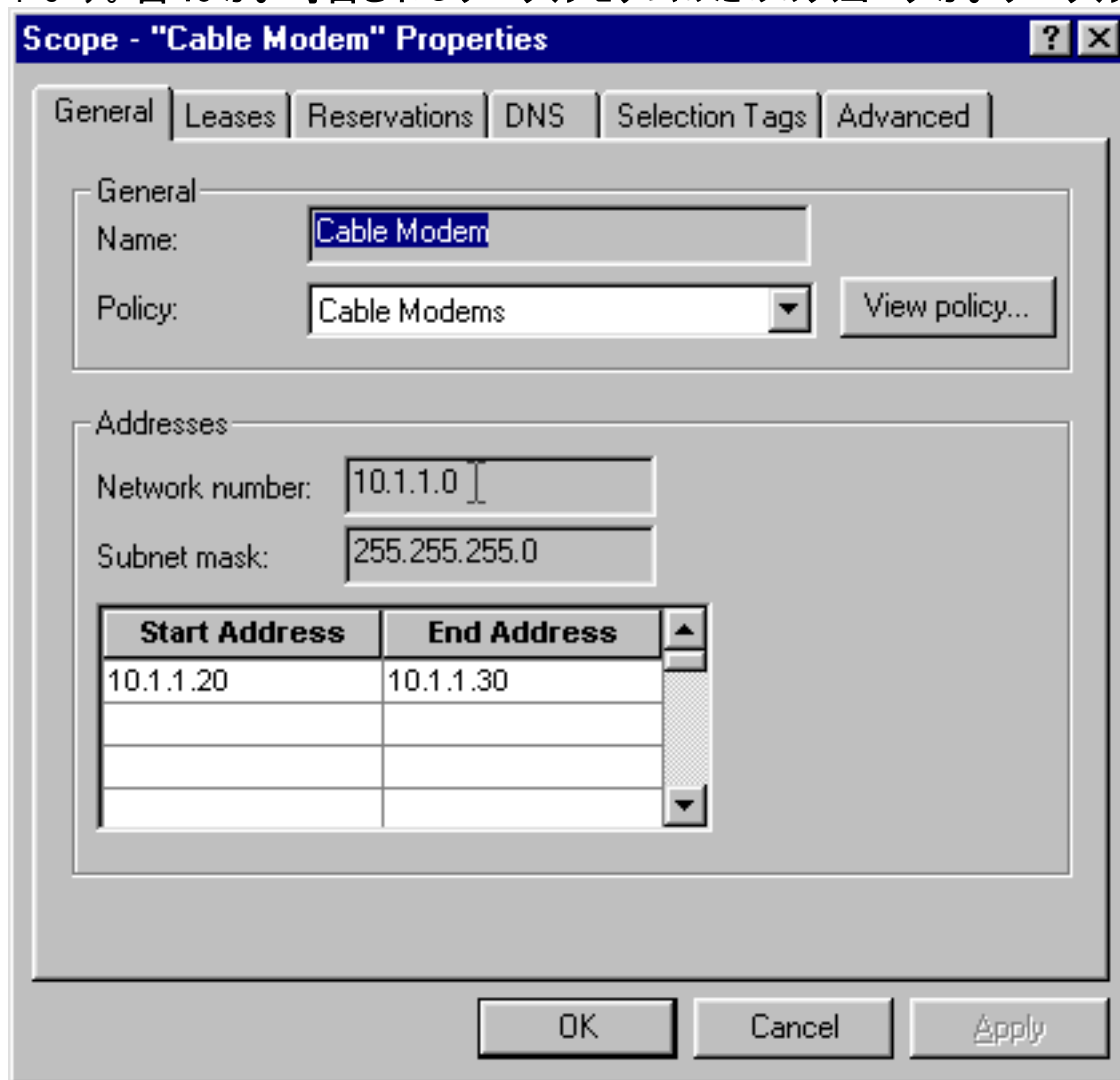 Scope - "Cable Modem" Properties
General Leases Reservations DNS Selection Tags Advanced
General
Name: Cable Modem
Policy: Cable Modems View policy...
Addresses
Network number: 10.1.1.0
Subnet mask: 255.255.255.0
Start Address End Address
10.1.1.20 10.1.1.30
OK Cancel Apply